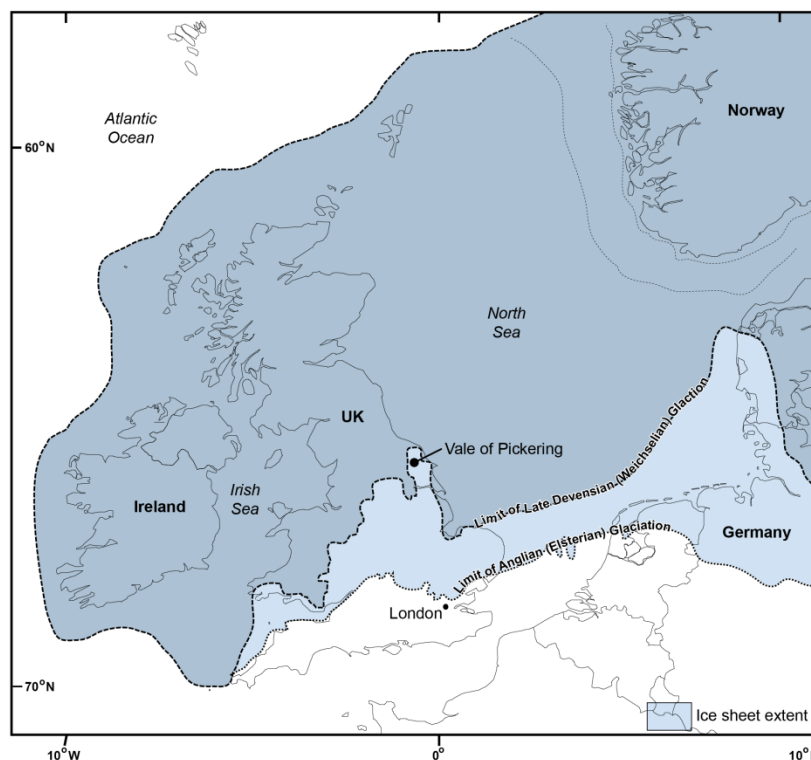 Atlantic
Ocean
Norway
60°N
North
Sea
UK
Vale of Pickering
Limit of Late Devensian (Weichselian) Glaction
Irish
Sea
Ireland
Limit of Anglian (Elsterian) Glaciation
Germany
London
70°N
Ice sheet extent
10°W
0°
10°